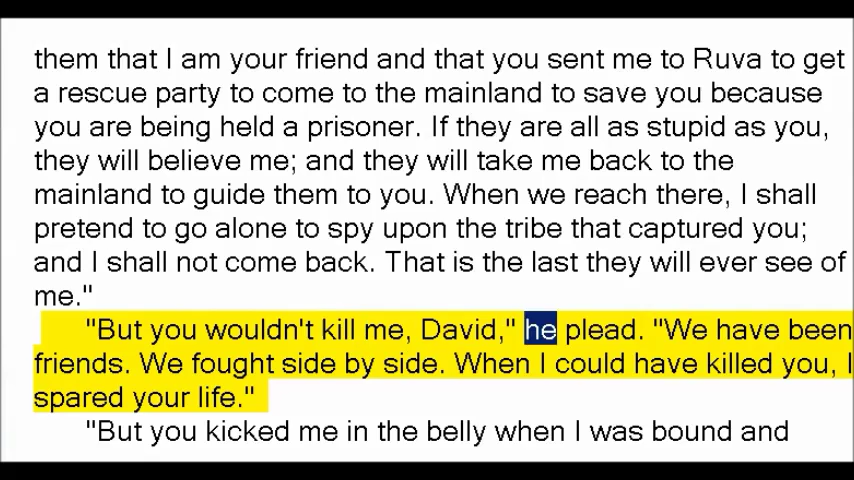 them that I am your friend and that you sent me to Ruva to get
a rescue party to come to the mainland to save you because
you are being held a prisoner. If they are all as stupid as you,
they will believe me; and they will take me back to the
mainland to guide them to you. When we reach there, I shall
pretend to go alone to spy upon the tribe that captured you;
and I shall not come back. That is the last they will ever see of
me."
"But you wouldn't kill me, David," he plead. "We have been
friends. We fought side by side. When I could have killed you, I
spared your life."
"But you kicked me in the belly when I was bound and